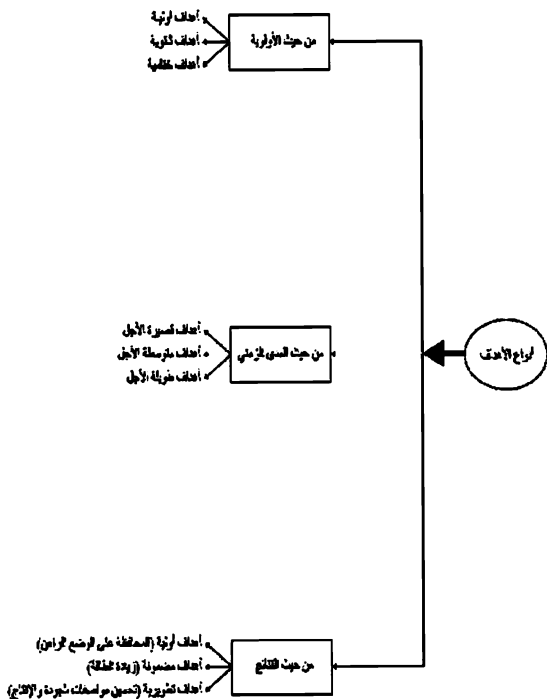 أنواع الأهداف
من حيث الأولوية
أهداف أولية
أهداف ثانوية
أهداف
من حيث المدى الزمني
أهداف قصيرة الأجل
أهداف متوسطة الأجل
أهداف طويلة الأجل
من حيث النتائج
أهداف أولية (المحافظة على الوضع الراهن)
أهداف مضمونة (زيادة الطاقة)
أهداف تطويرية (تحسين مواصفات الجودة والإنتاج)